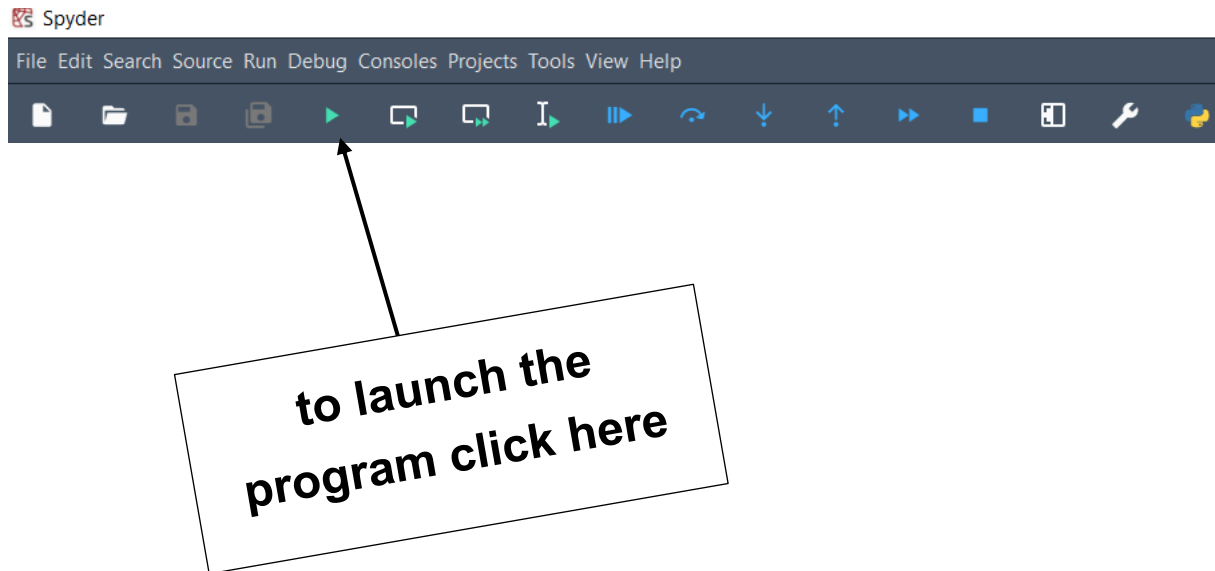 Spyder
File Edit Search Source Run Debug Consoles Projects Tools View Help
to launch the
program click here